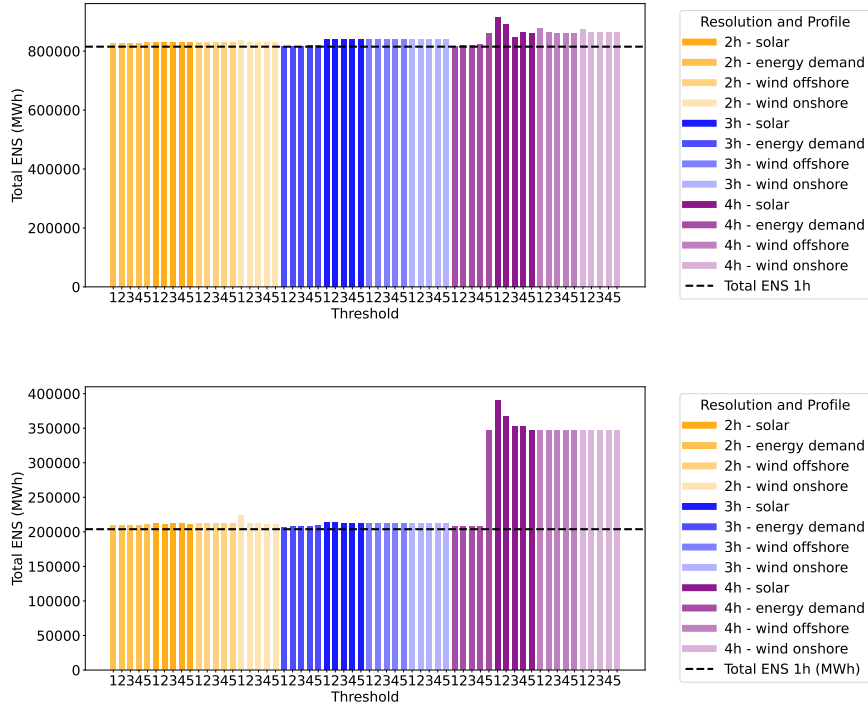 800000
600000
400000
200000
0
Total ENS (MWh)
123451234512345123451234512345123451234512345123451234512345
Threshold
Resolution and Profile
2h - solar
2h - energy demand
2h - wind offshore
2h - wind onshore
3h - solar
3h - energy demand
3h - wind offshore
3h - wind onshore
4h - solar
4h - energy demand
4h - wind offshore
4h - wind onshore
Total ENS 1h
400000
350000
300000
250000
200000
150000
100000
50000
0
Total ENS (MWh)
123451234512345123451234512345123451234512345123451234512345
Threshold
Resolution and Profile
2h - solar
2h - energy demand
2h - wind offshore
2h - wind onshore
3h - solar
3h - energy demand
3h - wind offshore
3h - wind onshore
4h - solar
4h - energy demand
4h - wind offshore
4h - wind onshore
Total ENS 1h (MWh)